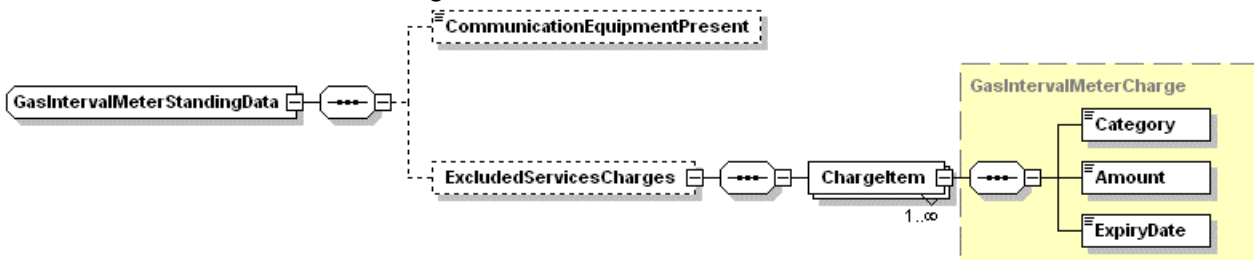 CommunicationEquipmentPresent
GasIntervalMeterStandingData
GasIntervalMeterCharge
Category
ExcludedServicesCharges
ChargeItem
1..∞
Amount
ExpiryDate